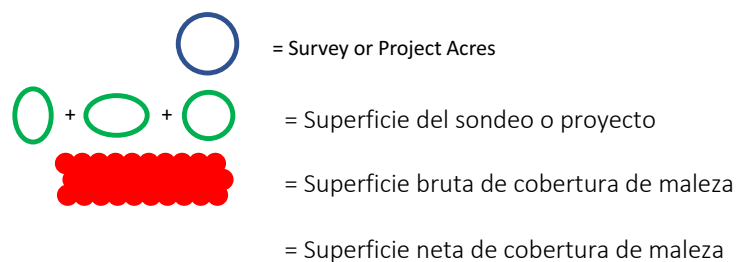 = Survey or Project Acres
+ + = Superficie del sondeo o proyecto
= Superficie bruta de cobertura de maleza
= Superficie neta de cobertura de maleza